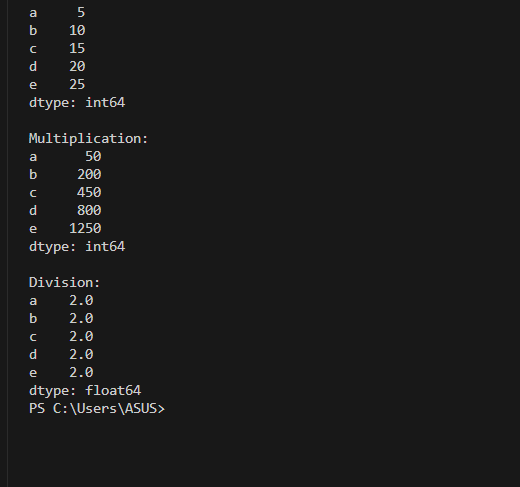 a     5
b    10
c    15
d    20
e    25
dtype: int64

Multiplication:
a      50
b     200
c     450
d     800
e    1250
dtype: int64

Division:
a    2.0
b    2.0
c    2.0
d    2.0
e    2.0
dtype: float64
PS C:\Users\ASUS>